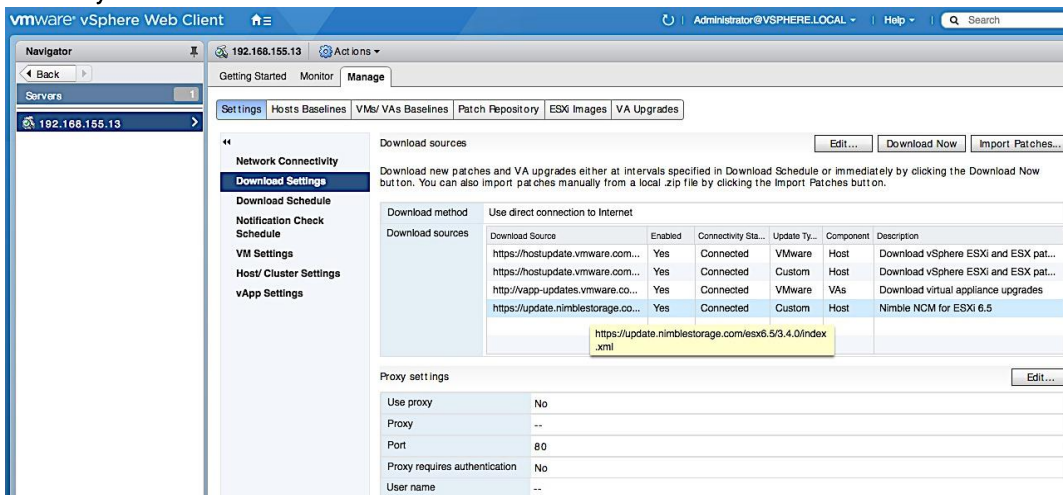 vmware® vSphere Web Client
Administrator@VSPHERE.LOCAL
Help
Search
Navigator
192.168.155.13
Actions
Back
Getting Started Monitor Manage
Servers 1
Settings Hosts Baselines VMs/ VAs Baselines Patch Repository ESXi Images VA Upgrades
192.168.155.13
Download sources
Edit... Download Now Import Patches...
Network Connectivity
Download Settings
Download Schedule
Notification Check
Schedule
VM Settings
Host/ Cluster Settings
vApp Settings
Download new patches and VA upgrades either at intervals specified in Download Schedule or immediately by clicking the Download Now
button. You can also import patches manually from a local .zip file by clicking the Import Patches button.
Download method Use direct connection to Internet
Download sources
Download Source Enabled Connectivity Sta... Update Ty... Component Description
https://hostupdate.vmware.com... Yes Connected VMware Host Download vSphere ESXi and ESX pat...
https://hostupdate.vmware.com... Yes Connected Custom Host Download vSphere ESXi and ESX pat...
http://vapp-updates.vmware.co... Yes Connected VMware VAs Download virtual appliance upgrades
https://update.nimblestorage.co... Yes Connected Custom Host Nimble NCM for ESXi 6.5
https://update.nimblestorage.com/esx6.5/3.4.0/index
.xml
Proxy settings Edit...
Use proxy No
Proxy --
Port 80
Proxy requires authentication No
User name --